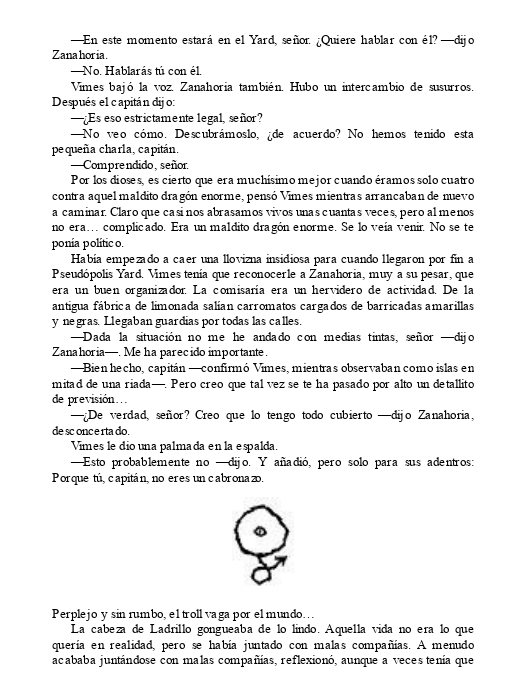 —En este momento estará en el Yard, señor. ¿Quiere hablar con él? —dijo
Zanahoria.
—No. Hablarás tú con él.
Vimes bajó la voz. Zanahoria también. Hubo un intercambio de susurros.
Después el capitán dijo:
—¿Es eso estrictamente legal, señor?
—No veo cómo. Descubrámoslo, ¿de acuerdo? No hemos tenido esta
pequeña charla, capitán.
—Comprendido, señor.
Por los dioses, es cierto que era muchísimo mejor cuando éramos solo cuatro
contra aquel maldito dragón enorme, pensó Vimes mientras arrancaban de nuevo
a caminar. Claro que casi nos abrasamos vivos unas cuantas veces, pero al menos
no era… complicado. Era un maldito dragón enorme. Se lo veía venir. No se te
ponía político.
Había empezado a caer una llovizna insidiosa para cuando llegaron por fin a
Pseudópolis Yard. Vimes tenía que reconocerle a Zanahoria, muy a su pesar, que
era un buen organizador. La comisaría era un hervidero de actividad. De la
antigua fábrica de limonada salían carromatos cargados de barricadas amarillas
y negras. Llegaban guardias por todas las calles.
—Dada la situación no me he andado con medias tintas, señor —dijo
Zanahoria—. Me ha parecido importante.
—Bien hecho, capitán —confirmó Vimes, mientras observaban como islas en
mitad de una riada—. Pero creo que tal vez se te ha pasado por alto un detallito
de previsión…
—¿De verdad, señor? Creo que lo tengo todo cubierto —dijo Zanahoria,
desconcertado.
Vimes le dio una palmada en la espalda.
—Esto probablemente no —dijo. Y añadió, pero solo para sus adentros:
Porque tú, capitán, no eres un cabronazo.
Perplejo y sin rumbo, el troll vaga por el mundo…
La cabeza de Ladrillo gongueaba de lo lindo. Aquella vida no era lo que
quería en realidad, pero se había juntado con malas compañías. A menudo
acababa juntándose con malas compañías, reflexionó, aunque a veces tenía que